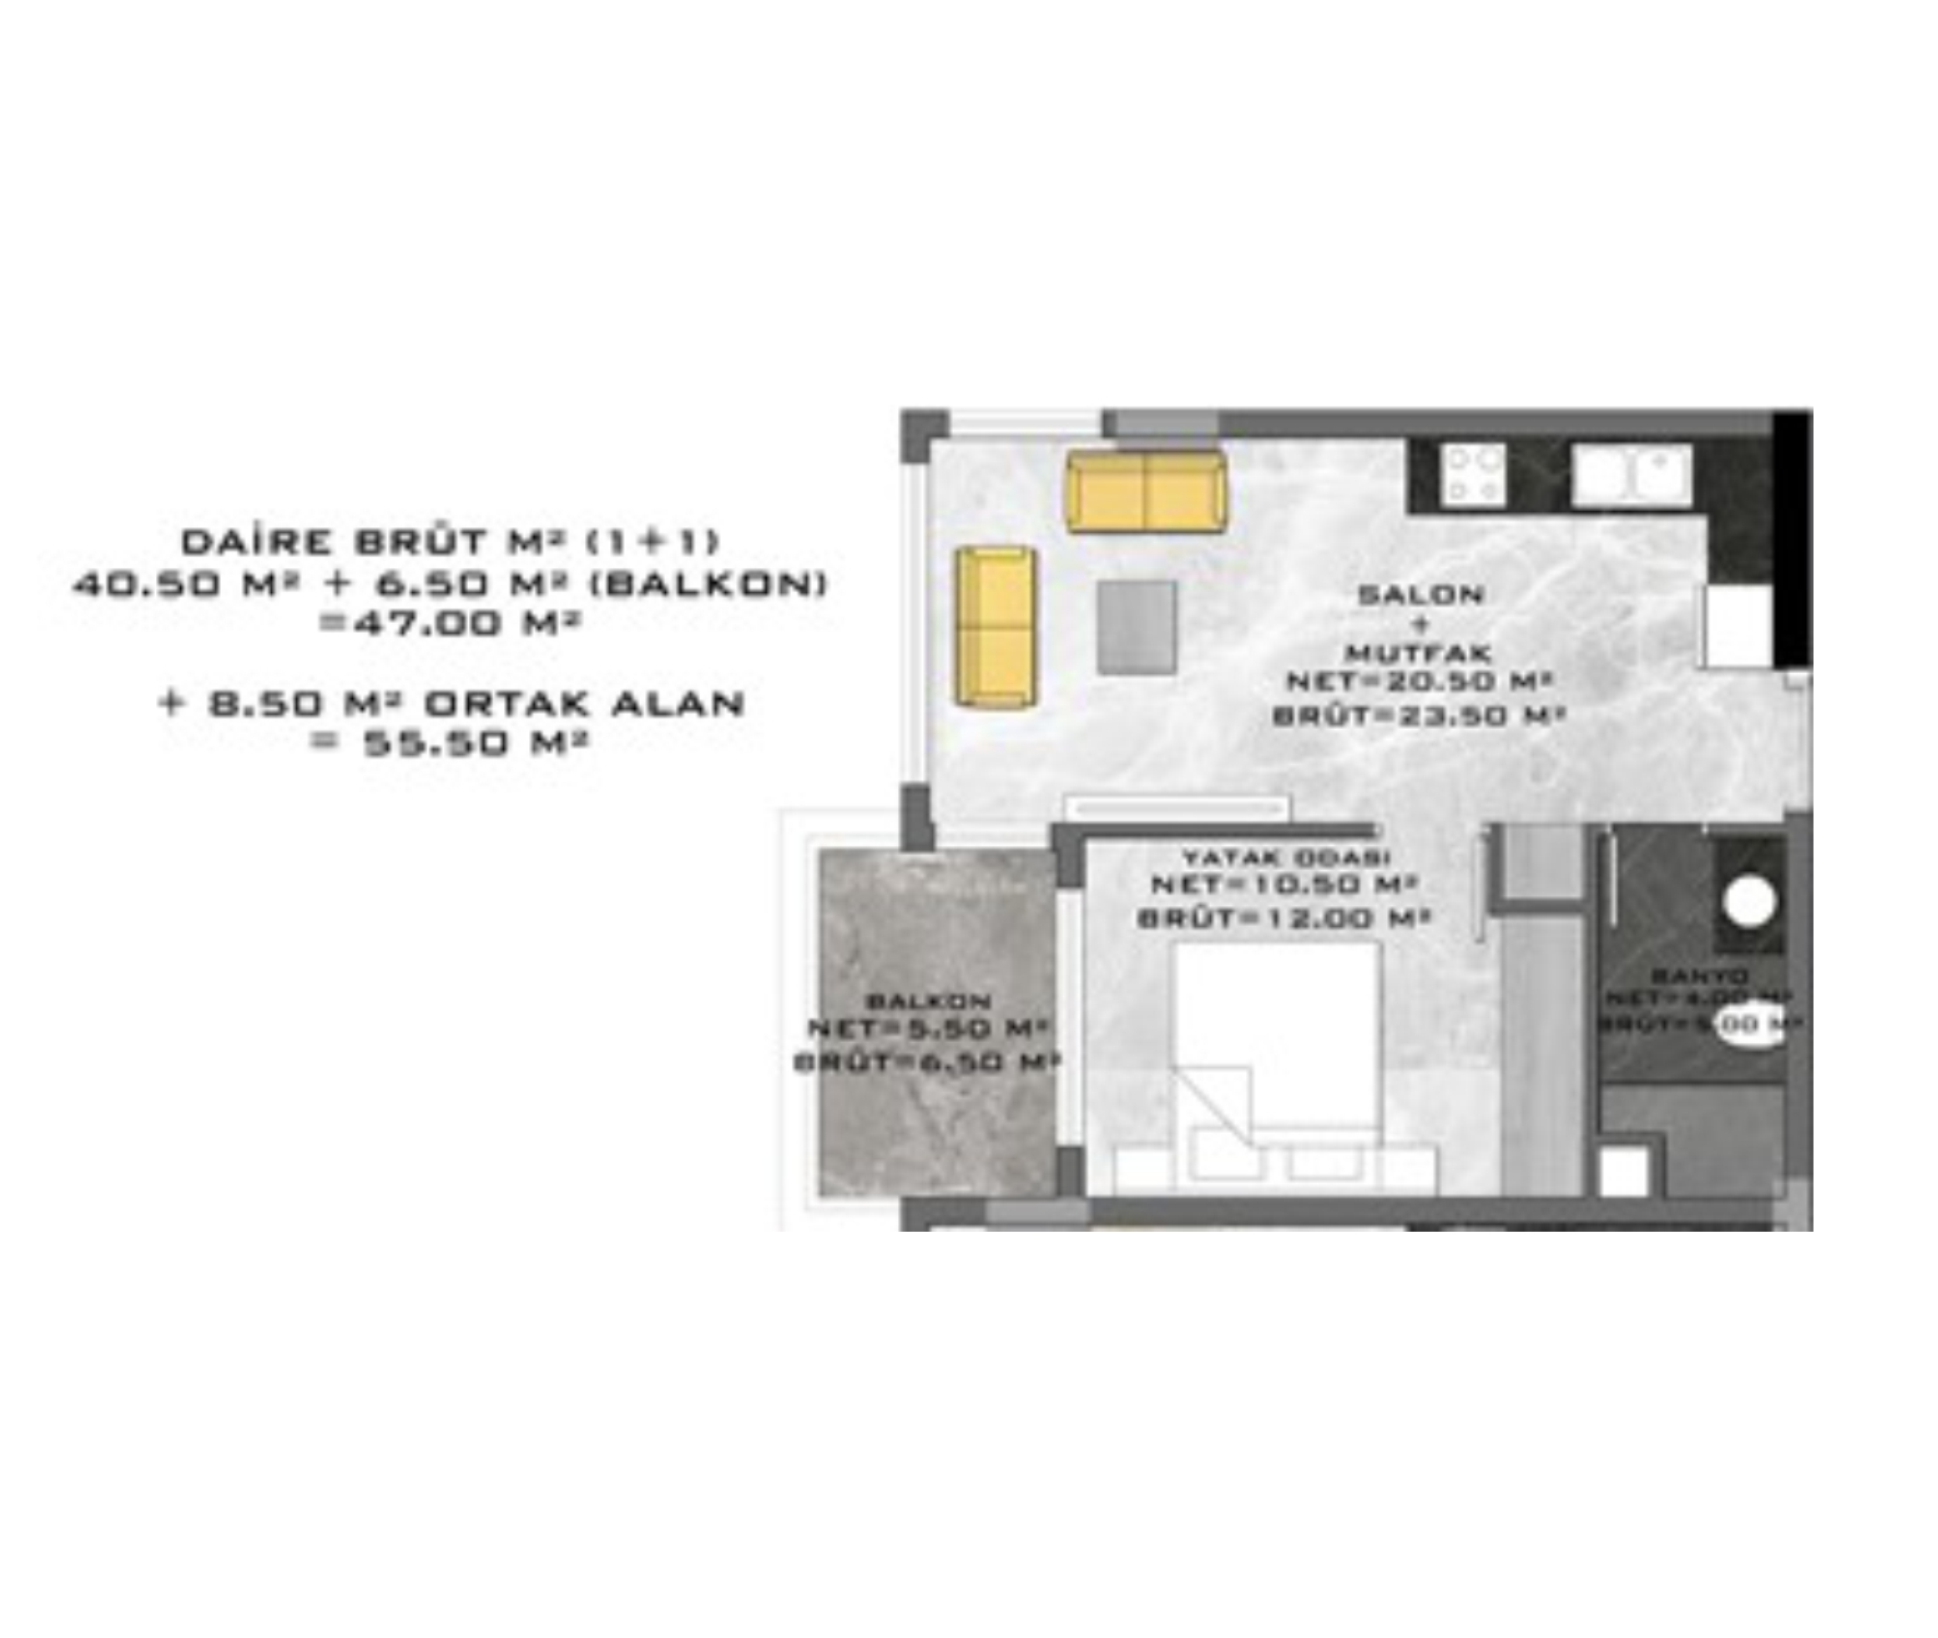 DAİRE BRÜT M² (1+1)
40.50 M² + 6.50 M² (BALKON)
=47.00 M²
+ 8.50 M² ORTAK ALAN
= 55.50 M²
SALON
+
MUTFAK
NET=20.50 M²
BRÜT=23.50 M²
YATAK ODASI
NET=10.50 M²
BRÜT=12.00 M²
BALKON
NET=5.50 M²
BRÜT=6.50 M²
BANYO
NET=4.00 M²
BRÜT=5.00 M²